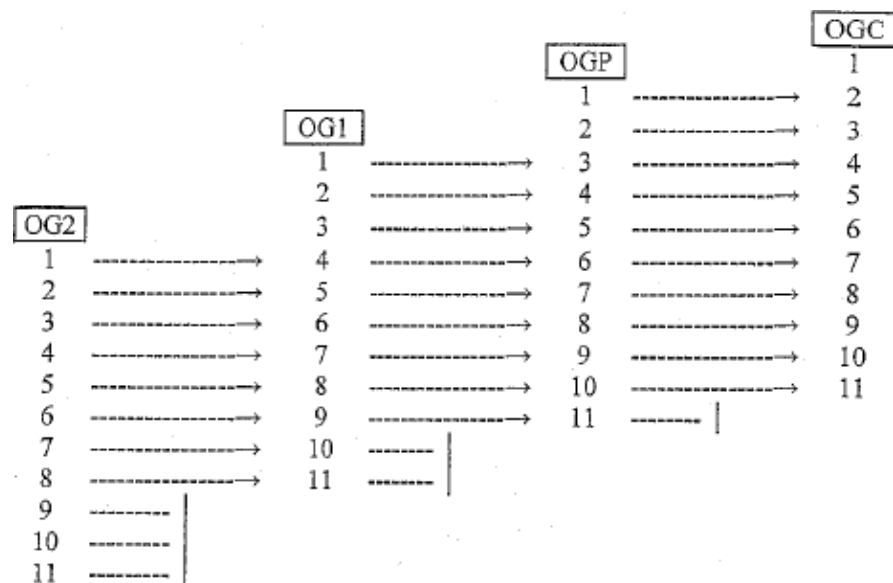 OGC
OGP 1
1 2
OG1 2 3
1 3 4
2 4 5
OG2 3 5 6
1 4 6 7
2 5 7 8
3 6 8 9
4 7 9 10
5 8 10 11
6 9 11
7 10
8 11
9
10
11